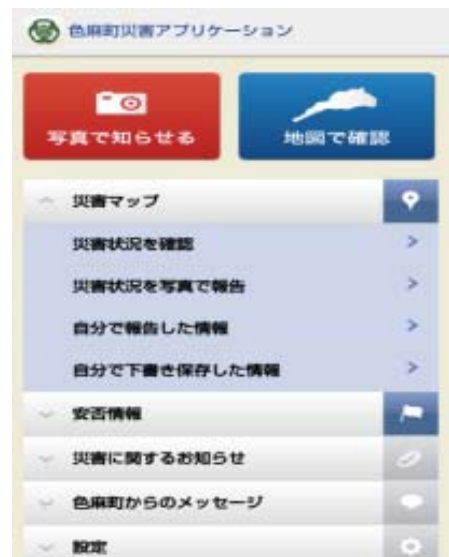 色麻町災害アプリケーション
写真で知らせる
地図で確認
災害マップ
災害状況を確認
災害状況を写真で報告
自分で報告した情報
自分で下書き保存した情報
安否情報
災害に関するお知らせ
色麻町からのメッセージ
設定